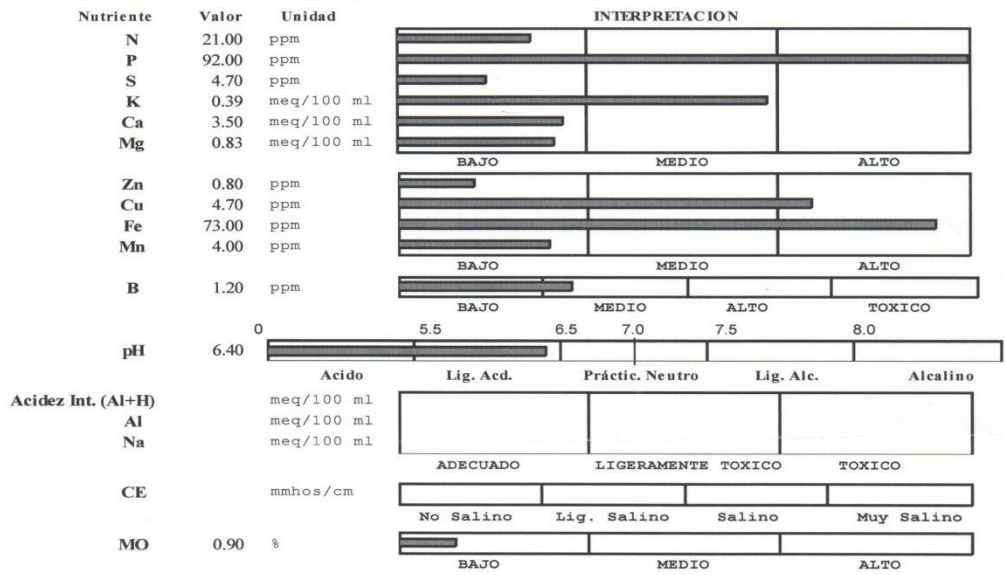 Nutriente Valor Unidad INTERPRETACION
N 21.00 ppm
P 92.00 ppm
S 4.70 ppm
K 0.39 meq/100 ml
Ca 3.50 meq/100 ml
Mg 0.83 meq/100 ml
BAJO MEDIO ALTO
Zn 0.80 ppm
Cu 4.70 ppm
Fe 73.00 ppm
Mn 4.00 ppm
BAJO MEDIO ALTO
B 1.20 ppm
BAJO MEDIO ALTO TOXICO
0 5.5 6.5 7.0 7.5 8.0
pH 6.40
Acido Lig. Acd. Práctic. Neutro Lig. Alc. Alcalino
Acidez Int. (Al+H) meq/100 ml
Al meq/100 ml
Na meq/100 ml
ADECUADO LIGERAMENTE TOXICO TOXICO
CE mmhos/cm
No Salino Lig. Salino Salino Muy Salino
MO 0.90 %
BAJO MEDIO ALTO